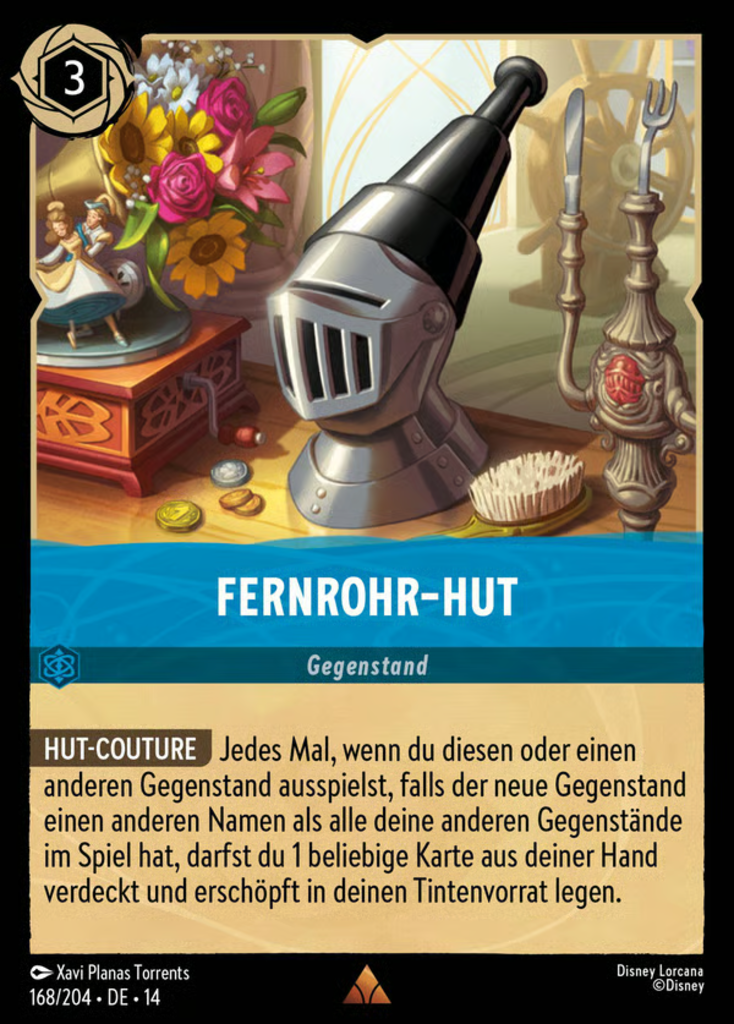 3
FERNROHR-HUT
Gegenstand
HUT-COUTURE Jedes Mal, wenn du diesen oder einen
anderen Gegenstand ausspielst, falls der neue Gegenstand
einen anderen Namen als alle deine anderen Gegenstände
im Spiel hat, darfst du 1 beliebige Karte aus deiner Hand
verdeckt und erschöpft in deinen Tintenvorrat legen.
Xavi Planas Torrents
168/204 • DE • 14
Disney Lorcana
©Disney